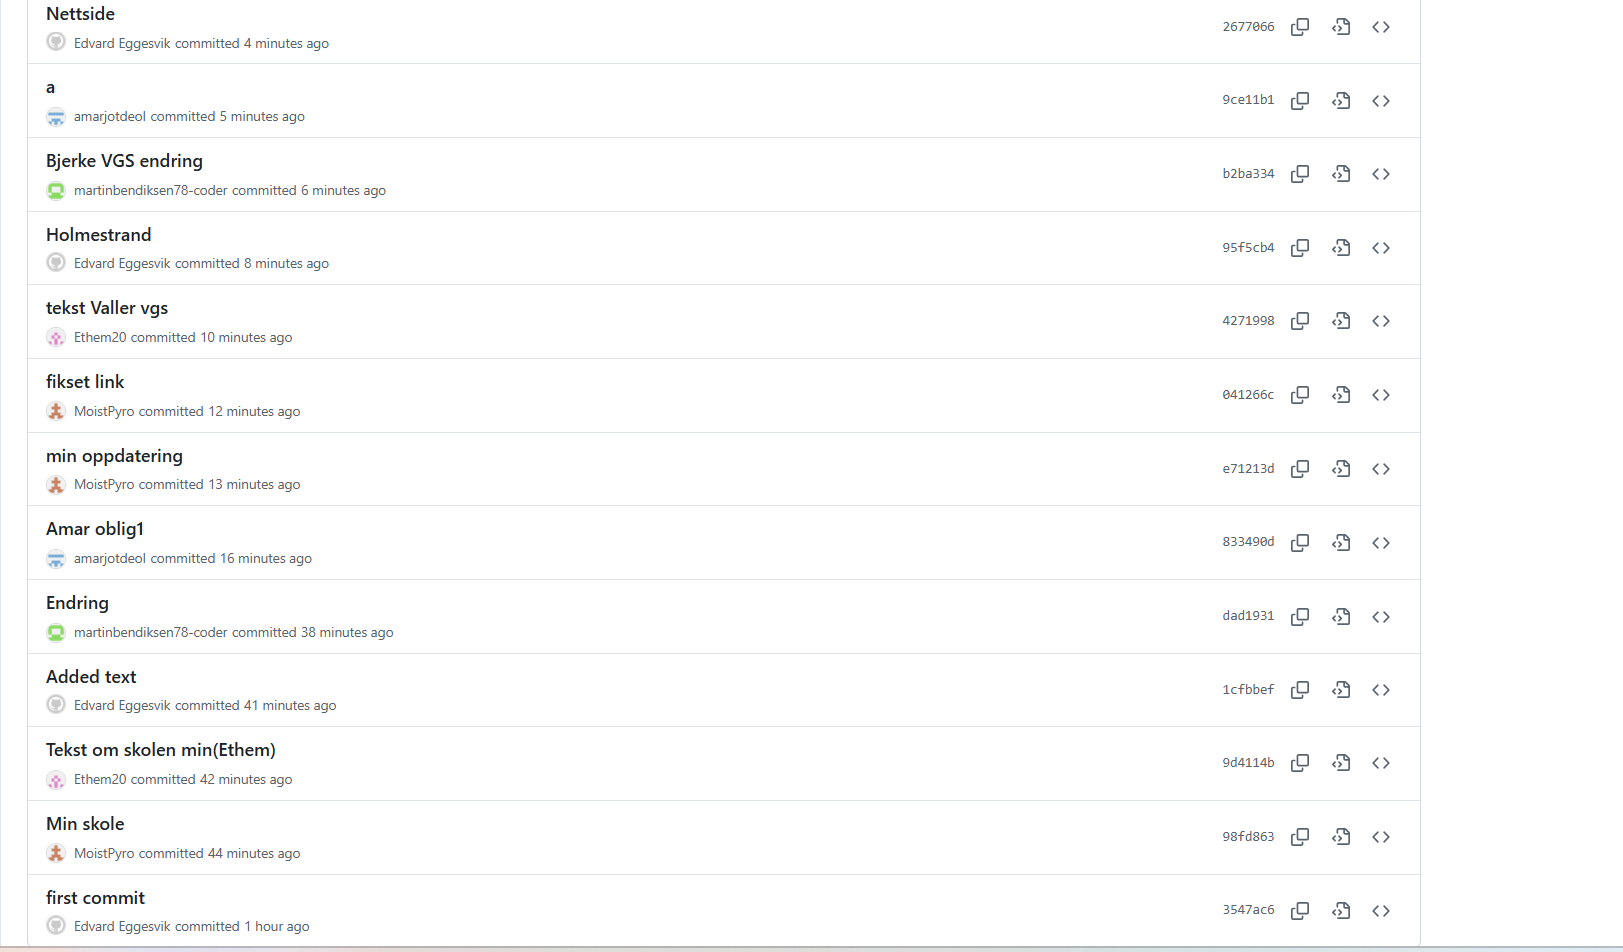 Nettside
2677066
Edvard Eggesvik committed 4 minutes ago
a
9ce11b1
amarjotdeol committed 5 minutes ago
Bjerke VGS endring
b2ba334
martinbendiksen78-coder committed 6 minutes ago
Holmestrand
95f5cb4
Edvard Eggesvik committed 8 minutes ago
tekst Valler vgs
4271998
Ethem20 committed 10 minutes ago
fikset link
041266c
MoistPyro committed 12 minutes ago
min oppdatering
e71213d
MoistPyro committed 13 minutes ago
Amar oblig1
833490d
amarjotdeol committed 16 minutes ago
Endring
dad1931
martinbendiksen78-coder committed 38 minutes ago
Added text
1cfbbef
Edvard Eggesvik committed 41 minutes ago
Tekst om skolen min(Ethem)
9d4114b
Ethem20 committed 42 minutes ago
Min skole
98fd863
MoistPyro committed 44 minutes ago
first commit
3547ac6
Edvard Eggesvik committed 1 hour ago